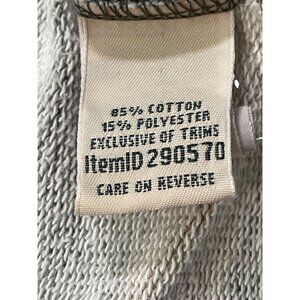 85% COTTON
15% POLYESTER
EXCLUSIVE OF TRIMS
ItemID 290570
CARE ON REVERSE